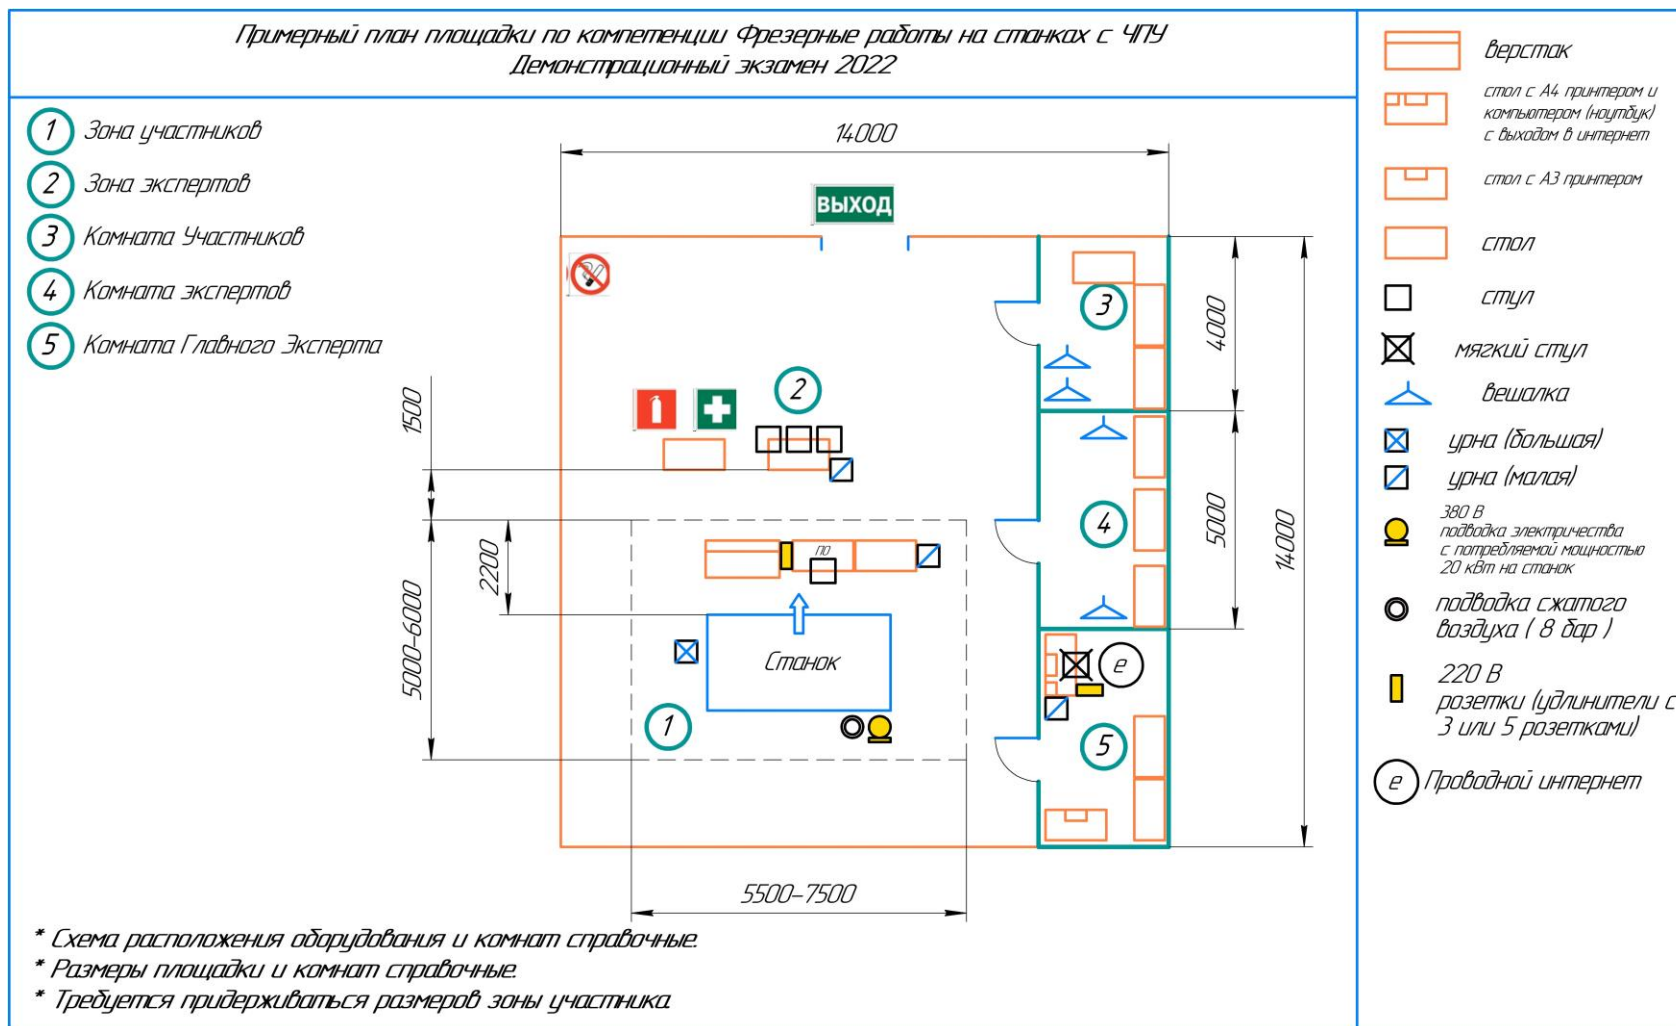 Примерный план площадки по компетенции Фрезерные работы на станках с ЧПУ
Демонстрационный экзамен 2022
1 Зона участников
2 Зона экспертов
3 Комната Участников
4 Комната экспертов
5 Комната Главного Эксперта
14000
ВЫХОД
3
4000
2
1500
4
5000
14000
ПО
2200
5000-6000
Станок
е
1
5
5500-7500
* Схема расположения оборудования и комнат справочные.
* Размеры площадки и комнат справочные.
* Требуется придерживаться размеров зоны участника
верстак
стол с А4 принтером и
компьютером (ноутбук)
с выходом в интернет
стол с А3 принтером
стол
стул
мягкий стул
вешалка
урна (большая)
урна (малая)
380 В
подводка электричества
с потребляемой мощностью
20 кВт на станок
подводка сжатого
воздуха ( 8 бар )
220 В
розетки (удлинители с
3 или 5 розетками)
е Проводной интернет